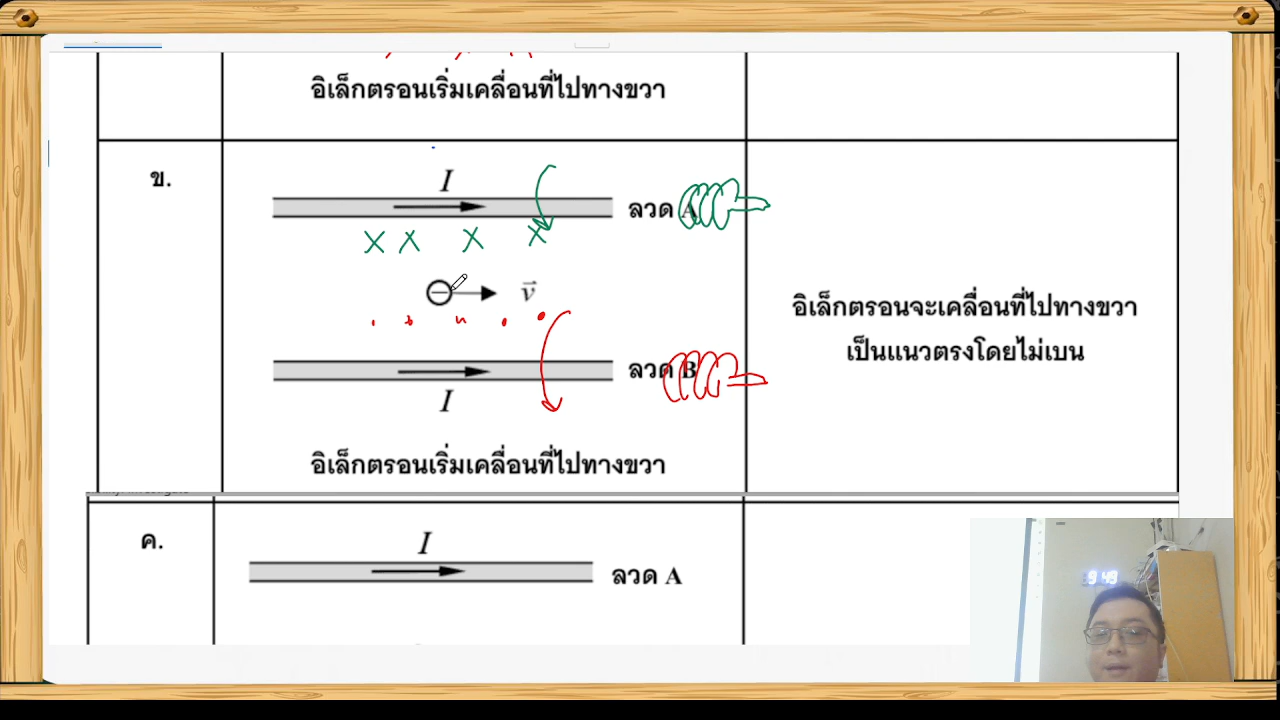 อิเล็กตรอนเริ่มเคลื่อนที่ไปทางขวา
ข.
I
ลวด A
v
อิเล็กตรอนจะเคลื่อนที่ไปทางขวา
เป็นแนวตรงโดยไม่เบน
ลวด B
I
อิเล็กตรอนเริ่มเคลื่อนที่ไปทางขวา
ค.
I
ลวด A